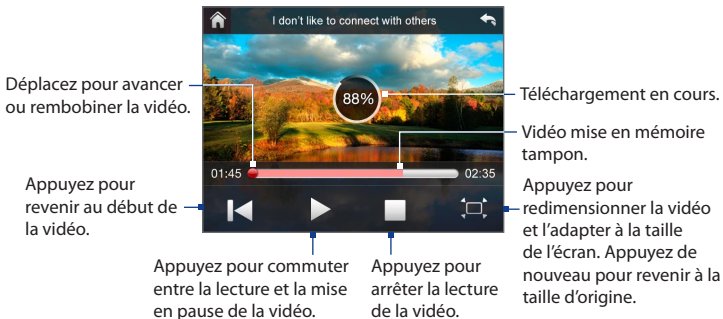 I don't like to connect with others
Déplacez pour avancer
ou rembobiner la vidéo.
88%
Téléchargement en cours.
Vidéo mise en mémoire
tampon.
01:45
02:35
Appuyez pour
revenir au début de
la vidéo.
Appuyez pour
redimensionner la vidéo
et l'adapter à la taille
de l'écran. Appuyez de
nouveau pour revenir à la
taille d'origine.
Appuyez pour commuter
entre la lecture et la mise
en pause de la vidéo.
Appuyez pour
arrêter la lecture
de la vidéo.